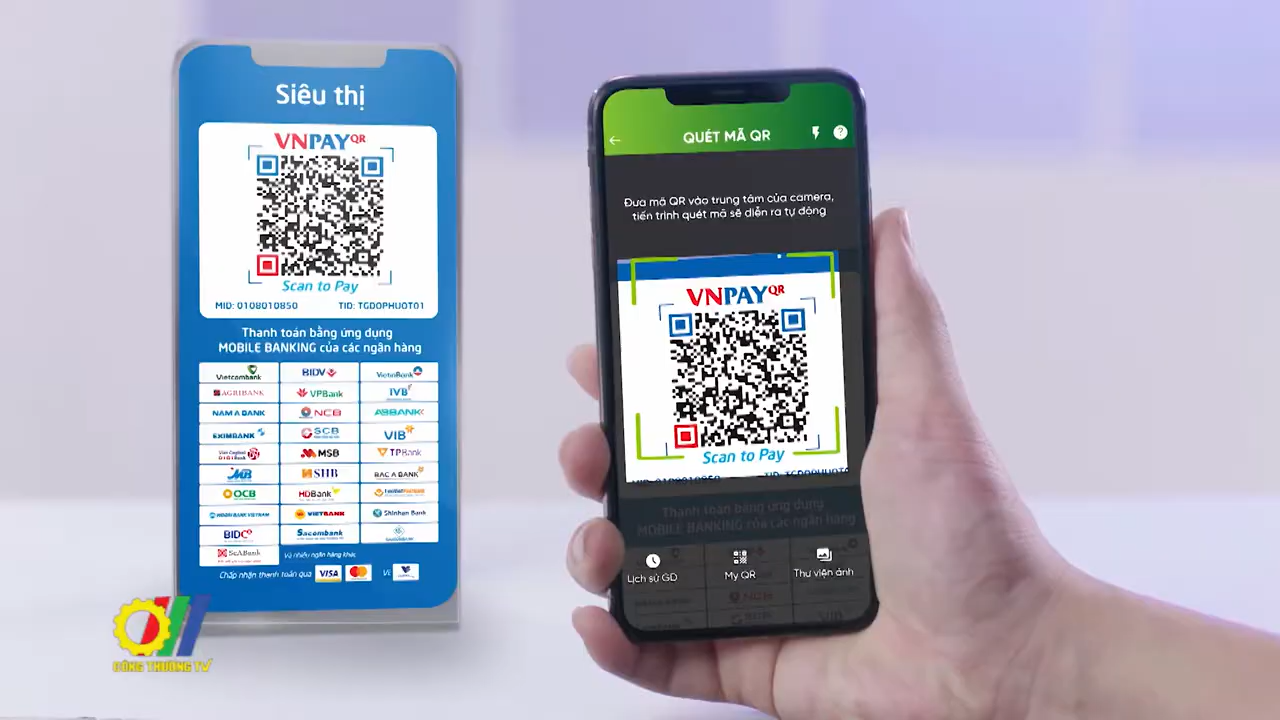 Siêu thị
VNPAYQR
Scan to Pay
MID: 0108010850 TID: TGDOPHUOT01
Thanh toán bằng ứng dụng
MOBILE BANKING của các ngân hàng
Vietcombank BIDV VietinBank
AGRIBANK VPBank IVB
NAM A BANK NCB ABBANK
EXIMBANK SCB VIB
MSB TPBank
MB SHB BAC A BANK
OCB HDBank
VIETBANK Shinhan Bank
BIDC Sacombank
SeABank Và nhiều ngân hàng khác
Chấp nhận thanh toán qua VISA Ví:
CÔNG THƯƠNG TV
QUÉT MÃ QR
Đưa mã QR vào trung tâm của camera,
tiến trình quét mã sẽ diễn ra tự động
VNPAYQR
Scan to Pay
MID: 0108010850 TID: TGDOPHUOT0
Thanh toán bằng ứng dụng
MOBILE BANKING của các ngân hàng
Lịch sử GD My QR Thư viện ảnh